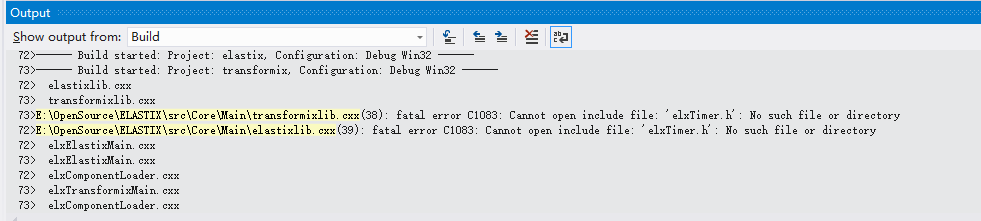 Output
Show output from: Build
72>------ Build started: Project: elastix, Configuration: Debug Win32 ------
73>------ Build started: Project: transformix, Configuration: Debug Win32 ------
72>  elastixlib.cxx
73>  transformixlib.cxx
73>E:\OpenSource\ELASTIX\src\Core\Main\transformixlib.cxx(38): fatal error C1083: Cannot open include file: 'elxTimer.h': No such file or directory
72>E:\OpenSource\ELASTIX\src\Core\Main\elastixlib.cxx(39): fatal error C1083: Cannot open include file: 'elxTimer.h': No such file or directory
72>  elxElastixMain.cxx
73>  elxElastixMain.cxx
72>  elxComponentLoader.cxx
73>  elxTransformixMain.cxx
73>  elxComponentLoader.cxx